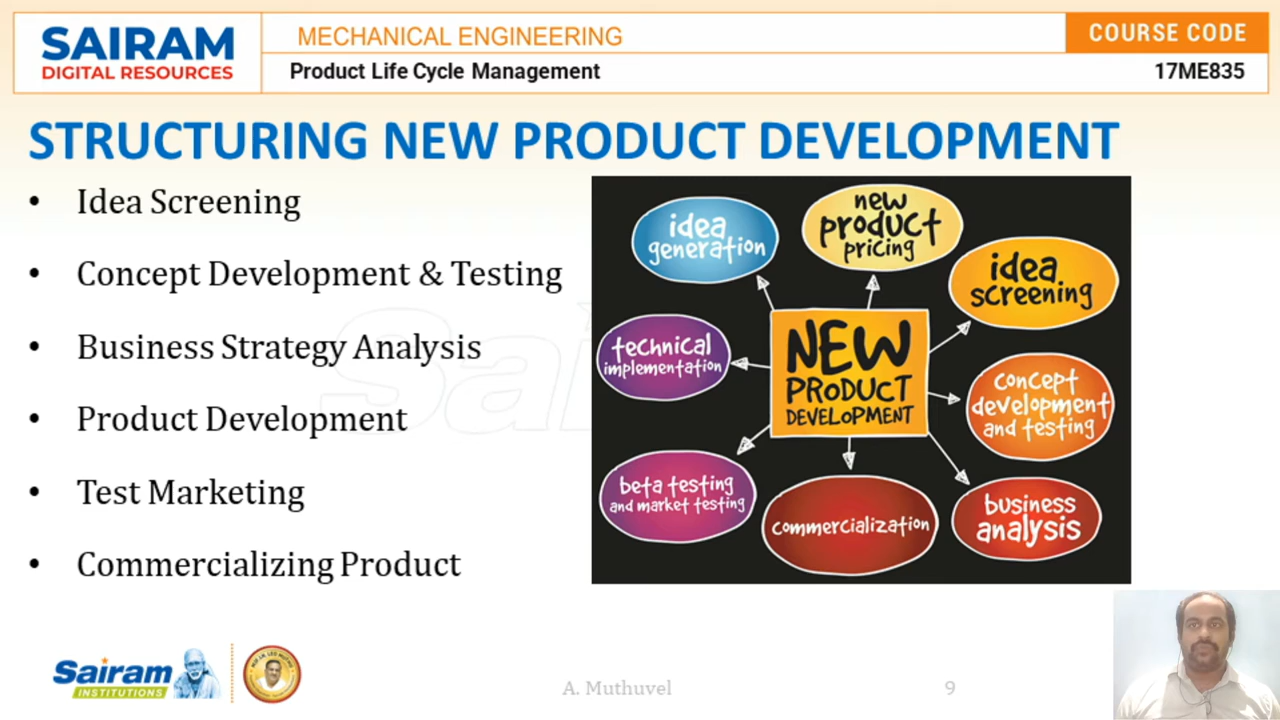 SAIRAM
DIGITAL RESOURCES
MECHANICAL ENGINEERING
COURSE CODE
Product Life Cycle Management
17ME835
STRUCTURING NEW PRODUCT DEVELOPMENT
• Idea Screening
• Concept Development & Testing
• Business Strategy Analysis
• Product Development
• Test Marketing
• Commercializing Product
idea
generation
new
product
pricing
idea
screening
technical
implementation
NEW
PRODUCT
DEVELOPMENT
concept
development
and testing
beta testing
and market testing
commercialization
business
analysis
Sairam
INSTITUTIONS
A. Muthuvel
9